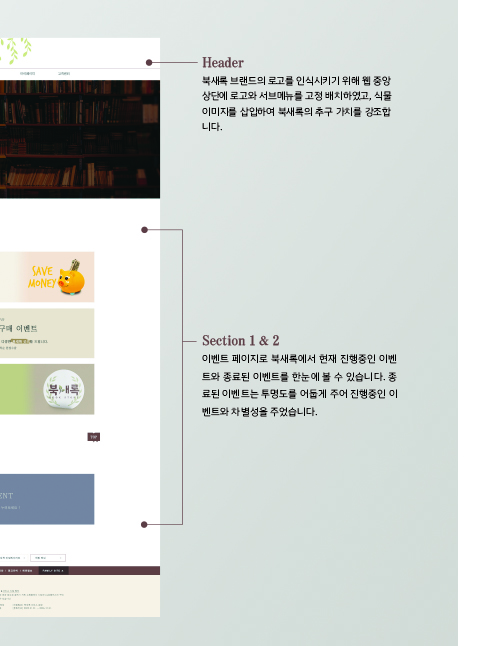 Header
북새록 브랜드의 로고를 인식시키기 위해 웹 중앙
상단에 로고와 서브메뉴를 고정 배치하였고, 식물
이미지를 삽입하여 북새록의 추구 가치를 강조합
니다.
SAVE
MONEY
구매 이벤트
북새록
TOP
ENT
FAMILY SITE
Section 1 & 2
이벤트 페이지로 북새록에서 현재 진행중인 이벤
트와 종료된 이벤트를 한눈에 볼 수 있습니다. 종
료된 이벤트는 투명도를 어둡게 주어 진행중인 이
벤트와 차별성을 주었습니다.